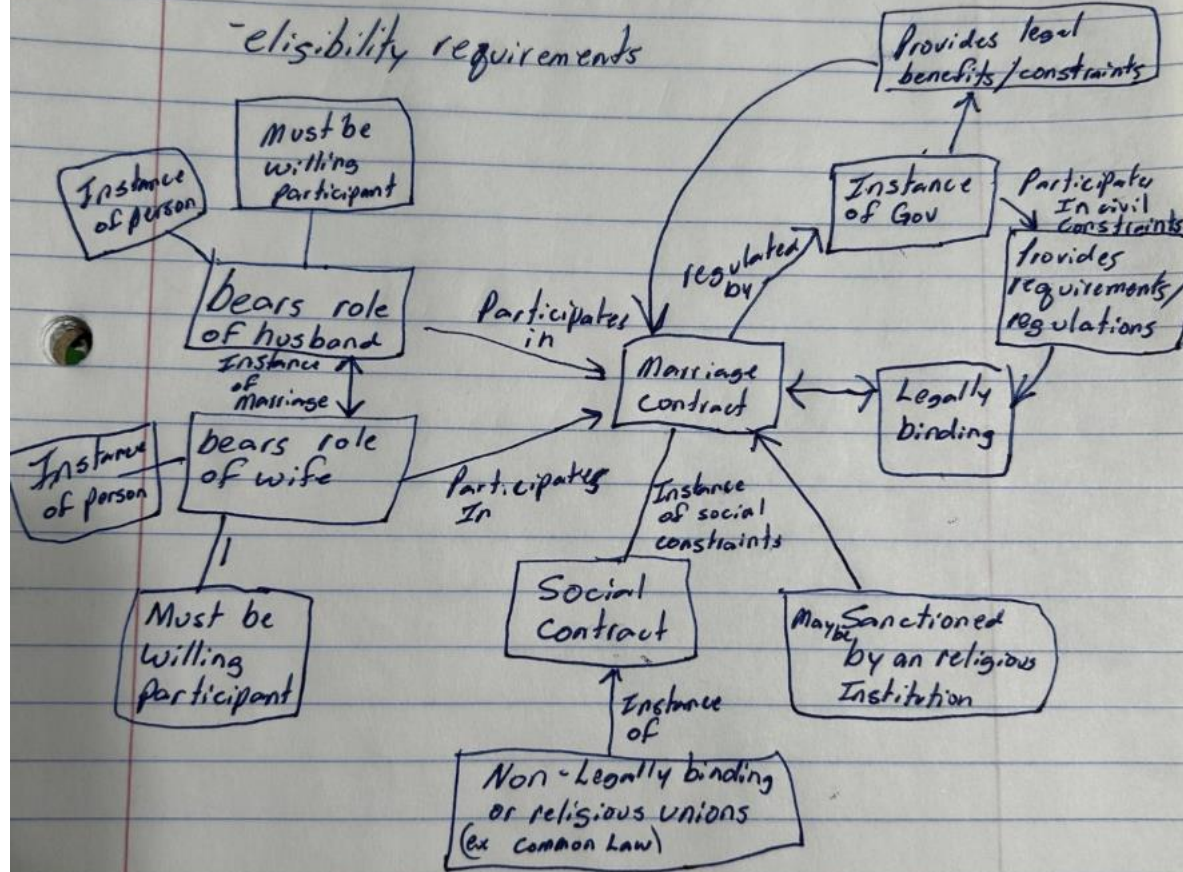 -eligibility requirements
Provides legal
benefits/constraints
Must be
willing
participant
Instance
of person
Instance
of Gov
Participates
In civil
constraints
regulated
by
Provides
requirements/
regulations
bears role
of husband
Participates
in
Instance
of
Marriage
Marriage
contract
Legally
binding
bears role
of wife
Instance
of person
Participates
In
Instance
of social
constraints
Must be
willing
participant
Social
Contract
Maybe Sanctioned
by an religious
Institution
Instance
of
Non-Legally binding
or religious unions
(ex Common Law)